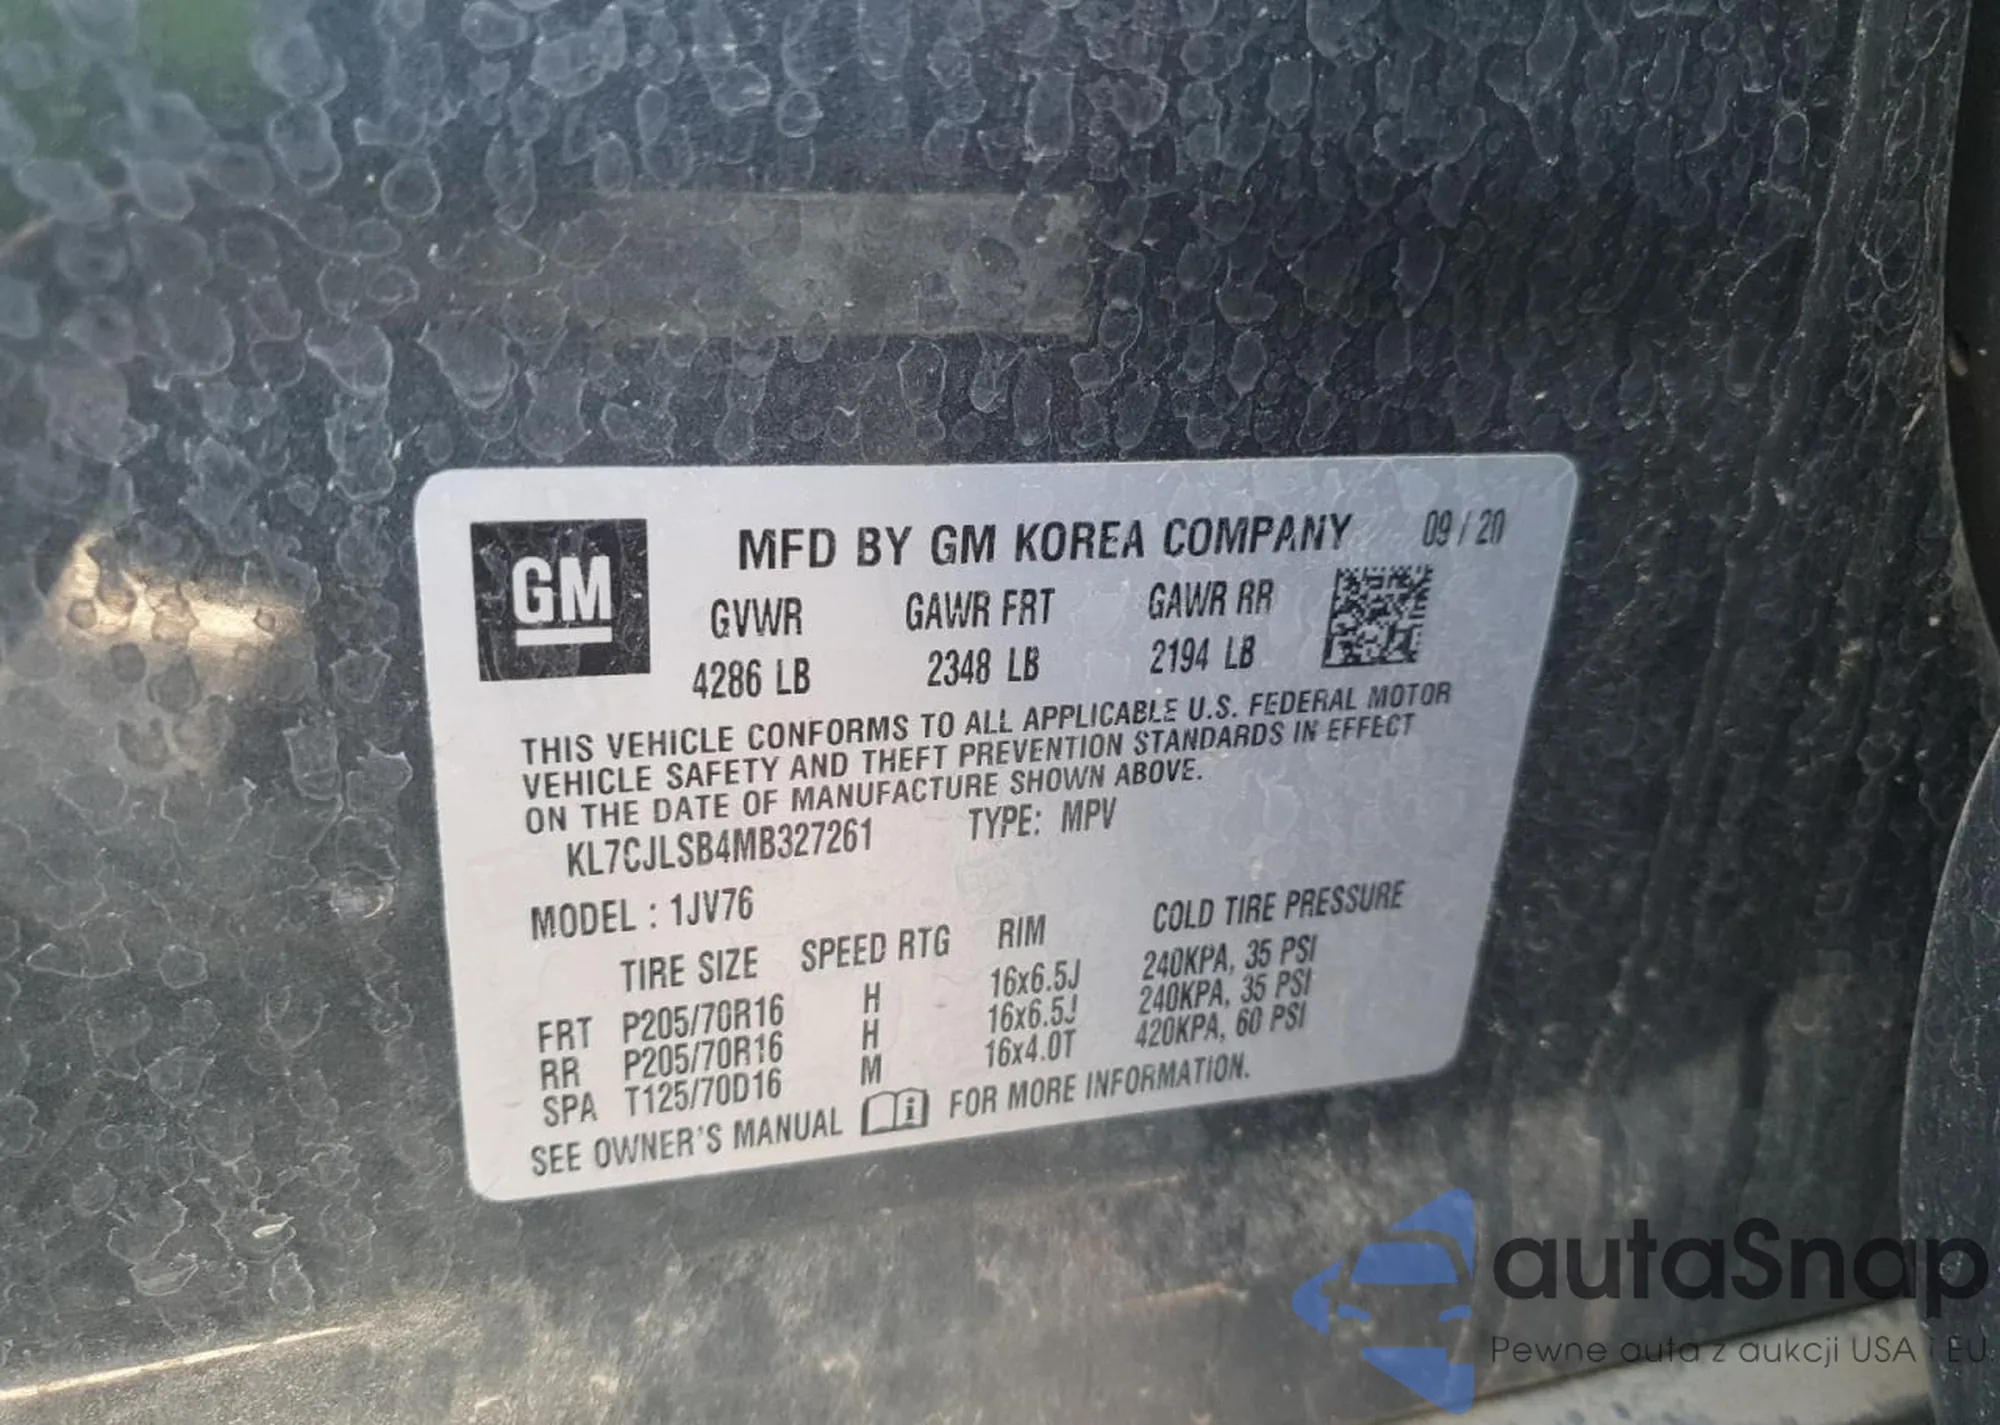 GM
MFD BY GM KOREA COMPANY 09 / 20
GVWR GAWR FRT GAWR RR
4286 LB 2348 LB 2194 LB
THIS VEHICLE CONFORMS TO ALL APPLICABLE U.S. FEDERAL MOTOR
VEHICLE SAFETY AND THEFT PREVENTION STANDARDS IN EFFECT
ON THE DATE OF MANUFACTURE SHOWN ABOVE.
KL7CJLSB4MB327261 TYPE: MPV
MODEL : 1JV76
TIRE SIZE SPEED RTG RIM COLD TIRE PRESSURE
FRT P205/70R16 H 16x6.5J 240KPA, 35 PSI
RR P205/70R16 H 16x6.5J 240KPA, 35 PSI
SPA T125/70D16 M 16x4.0T 420KPA, 60 PSI
SEE OWNER'S MANUAL FOR MORE INFORMATION.
autaSnap
Pewne auta z aukcji USA i EU